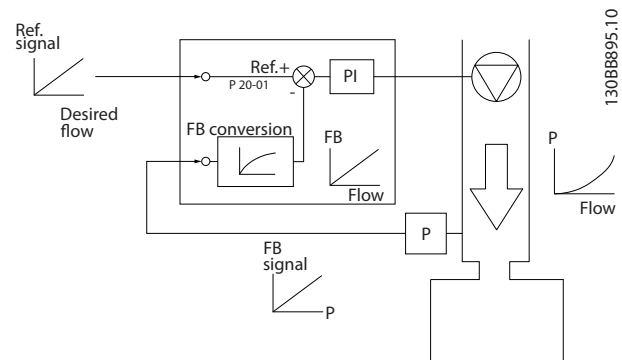 Ref.
signal
Desired
flow
Ref.+
P 20-01
-
PI
FB conversion
FB
Flow
P
FB
signal
P
P
Flow
130BB895.10